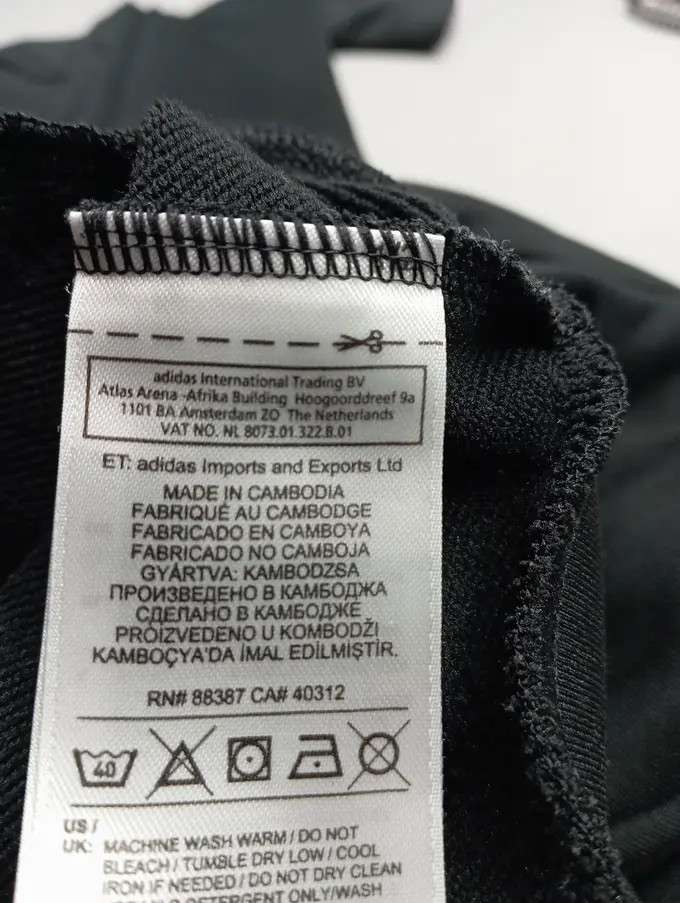 adidas International Trading BV
Atlas Arena -Afrika Building Hoogoorddreef 9a
1101 BA Amsterdam ZO The Netherlands
VAT NO. NL 8073.01.322.B.01
ET: adidas Imports and Exports Ltd
MADE IN CAMBODIA
FABRIQUÉ AU CAMBODGE
FABRICADO EN CAMBOYA
FABRICADO NO CAMBOJA
GYÁRTVA: KAMBODZSA
ПРОИЗВЕДЕНО В КАМБОДЖА
СДЕЛАНО В КАМБОДЖЕ
PROIZVEDENO U KOMBODŽI
KAMBOÇYA'DA İMAL EDİLMİŞTİR.
RN# 88387 CA# 40312
40
US /
UK: MACHINE WASH WARM / DO NOT
BLEACH / TUMBLE DRY LOW / COOL
IRON IF NEEDED / DO NOT DRY CLEAN
DETERGENT ONLY/WASH